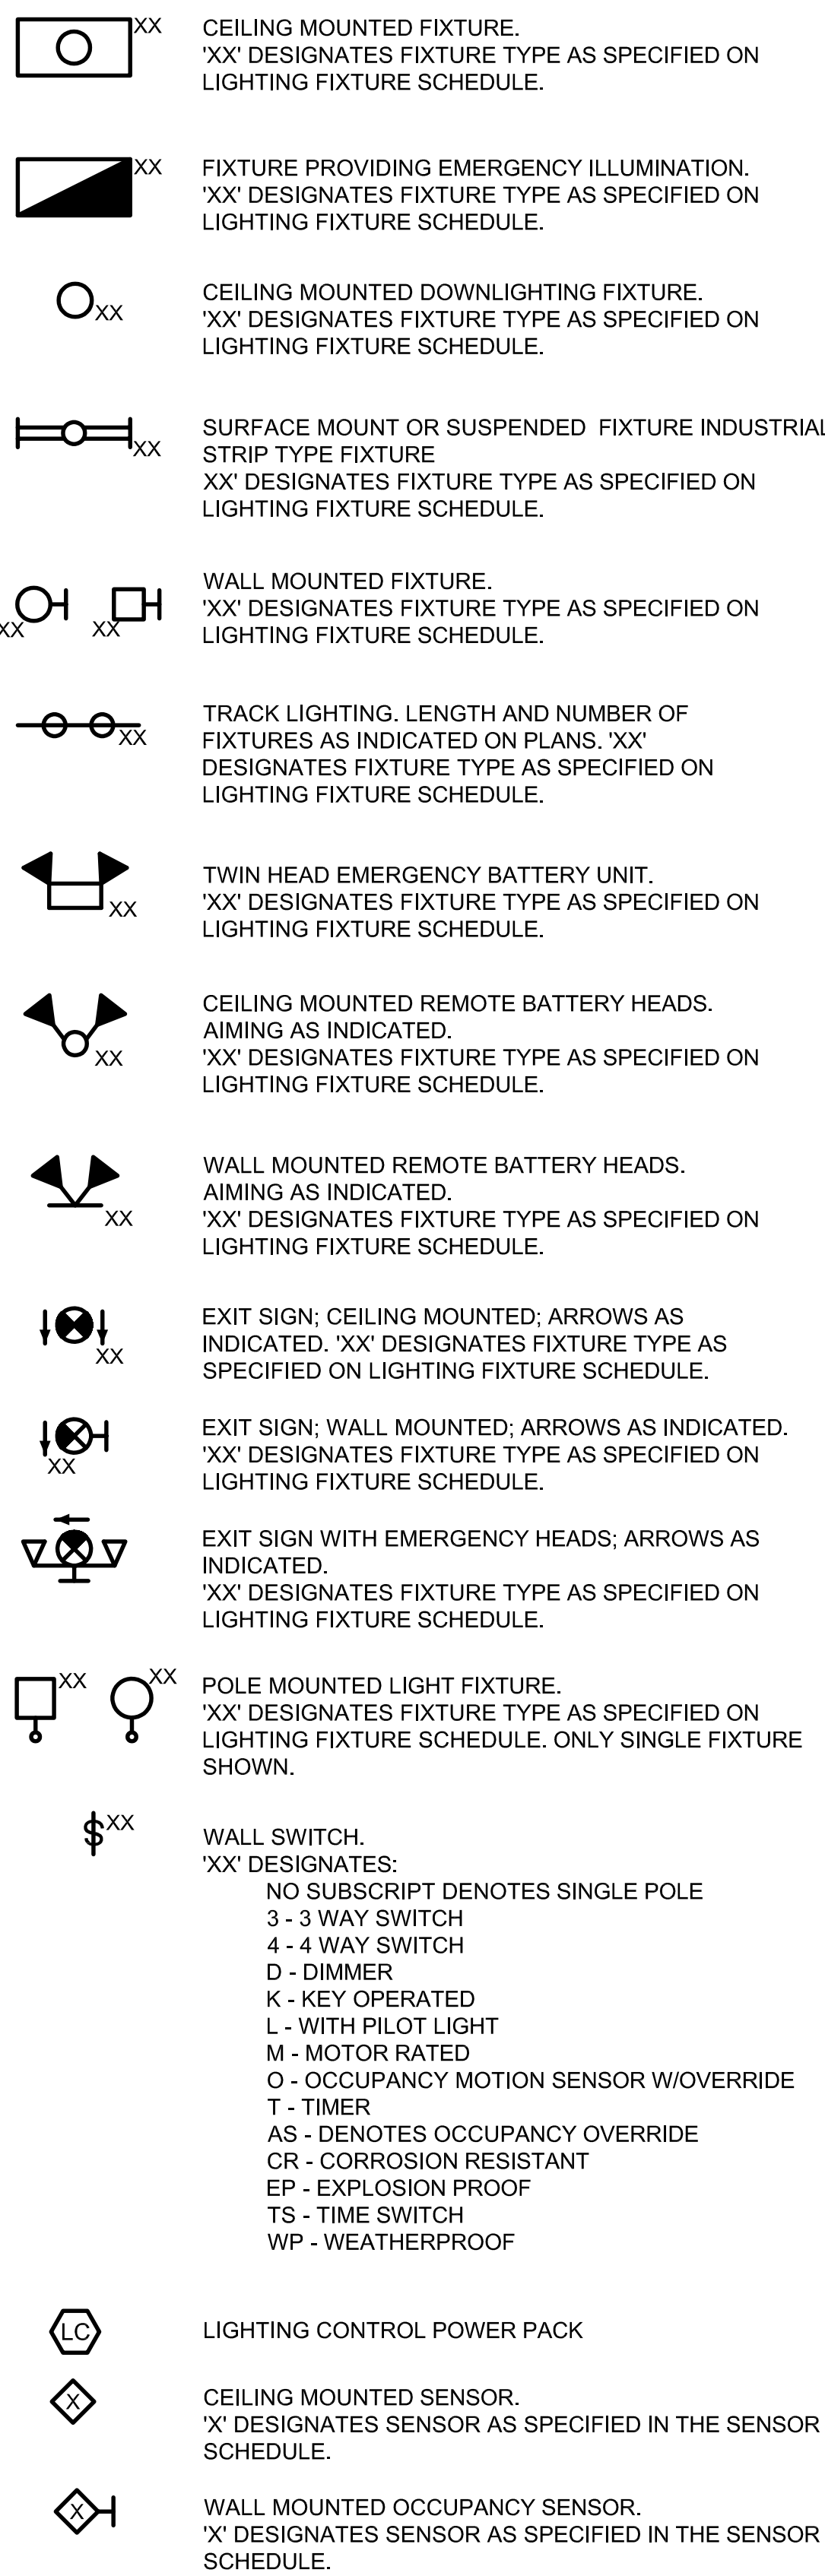 XX
CEILING MOUNTED FIXTURE.
'XX' DESIGNATES FIXTURE TYPE AS SPECIFIED ON
LIGHTING FIXTURE SCHEDULE.
XX
FIXTURE PROVIDING EMERGENCY ILLUMINATION.
'XX' DESIGNATES FIXTURE TYPE AS SPECIFIED ON
LIGHTING FIXTURE SCHEDULE.
XX
CEILING MOUNTED DOWNLIGHTING FIXTURE.
'XX' DESIGNATES FIXTURE TYPE AS SPECIFIED ON
LIGHTING FIXTURE SCHEDULE.
XX
SURFACE MOUNT OR SUSPENDED FIXTURE INDUSTRIAL
STRIP TYPE FIXTURE
XX' DESIGNATES FIXTURE TYPE AS SPECIFIED ON
LIGHTING FIXTURE SCHEDULE.
XX XX
WALL MOUNTED FIXTURE.
'XX' DESIGNATES FIXTURE TYPE AS SPECIFIED ON
LIGHTING FIXTURE SCHEDULE.
XX
TRACK LIGHTING. LENGTH AND NUMBER OF
FIXTURES AS INDICATED ON PLANS. 'XX'
DESIGNATES FIXTURE TYPE AS SPECIFIED ON
LIGHTING FIXTURE SCHEDULE.
XX
TWIN HEAD EMERGENCY BATTERY UNIT.
'XX' DESIGNATES FIXTURE TYPE AS SPECIFIED ON
LIGHTING FIXTURE SCHEDULE.
XX
CEILING MOUNTED REMOTE BATTERY HEADS.
AIMING AS INDICATED.
'XX' DESIGNATES FIXTURE TYPE AS SPECIFIED ON
LIGHTING FIXTURE SCHEDULE.
XX
WALL MOUNTED REMOTE BATTERY HEADS.
AIMING AS INDICATED.
'XX' DESIGNATES FIXTURE TYPE AS SPECIFIED ON
LIGHTING FIXTURE SCHEDULE.
XX
EXIT SIGN; CEILING MOUNTED; ARROWS AS
INDICATED. 'XX' DESIGNATES FIXTURE TYPE AS
SPECIFIED ON LIGHTING FIXTURE SCHEDULE.
XX
EXIT SIGN; WALL MOUNTED; ARROWS AS INDICATED.
'XX' DESIGNATES FIXTURE TYPE AS SPECIFIED ON
LIGHTING FIXTURE SCHEDULE.
EXIT SIGN WITH EMERGENCY HEADS; ARROWS AS
INDICATED.
'XX' DESIGNATES FIXTURE TYPE AS SPECIFIED ON
LIGHTING FIXTURE SCHEDULE.
XX XX
POLE MOUNTED LIGHT FIXTURE.
'XX' DESIGNATES FIXTURE TYPE AS SPECIFIED ON
LIGHTING FIXTURE SCHEDULE. ONLY SINGLE FIXTURE
SHOWN.
$XX
WALL SWITCH.
'XX' DESIGNATES:
NO SUBSCRIPT DENOTES SINGLE POLE
3 - 3 WAY SWITCH
4 - 4 WAY SWITCH
D - DIMMER
K - KEY OPERATED
L - WITH PILOT LIGHT
M - MOTOR RATED
O - OCCUPANCY MOTION SENSOR W/OVERRIDE
T - TIMER
AS - DENOTES OCCUPANCY OVERRIDE
CR - CORROSION RESISTANT
EP - EXPLOSION PROOF
TS - TIME SWITCH
WP - WEATHERPROOF
LC
LIGHTING CONTROL POWER PACK
X
CEILING MOUNTED SENSOR.
'X' DESIGNATES SENSOR AS SPECIFIED IN THE SENSOR
SCHEDULE.
X
WALL MOUNTED OCCUPANCY SENSOR.
'X' DESIGNATES SENSOR AS SPECIFIED IN THE SENSOR
SCHEDULE.